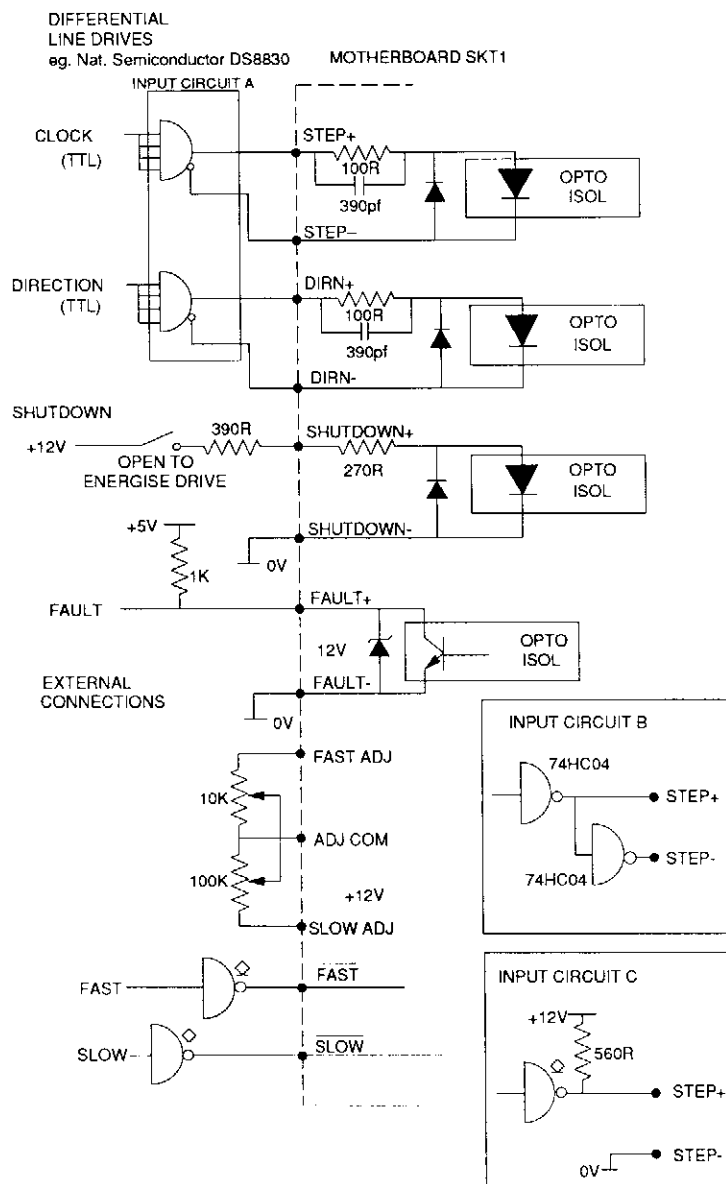 DIFFERENTIAL
LINE DRIVES
eg. Nat. Semiconductor DS8830
MOTHERBOARD SKT1
INPUT CIRCUIT A
CLOCK
(TTL)
STEP+
100R
390pf
OPTO
ISOL
STEP–
DIRECTION
(TTL)
DIRN+
100R
390pf
OPTO
ISOL
DIRN-
SHUTDOWN
+12V
390R
OPEN TO
ENERGISE DRIVE
SHUTDOWN+
270R
OPTO
ISOL
SHUTDOWN-
0V
+5V
1K
FAULT
FAULT+
12V
OPTO
ISOL
FAULT-
0V
EXTERNAL
CONNECTIONS
FAST ADJ
10K
ADJ COM
100K
+12V
SLOW ADJ
FAST
FAST
SLOW
SLOW
INPUT CIRCUIT B
74HC04
STEP+
STEP-
74HC04
INPUT CIRCUIT C
+12V
560R
STEP+
STEP-
0V